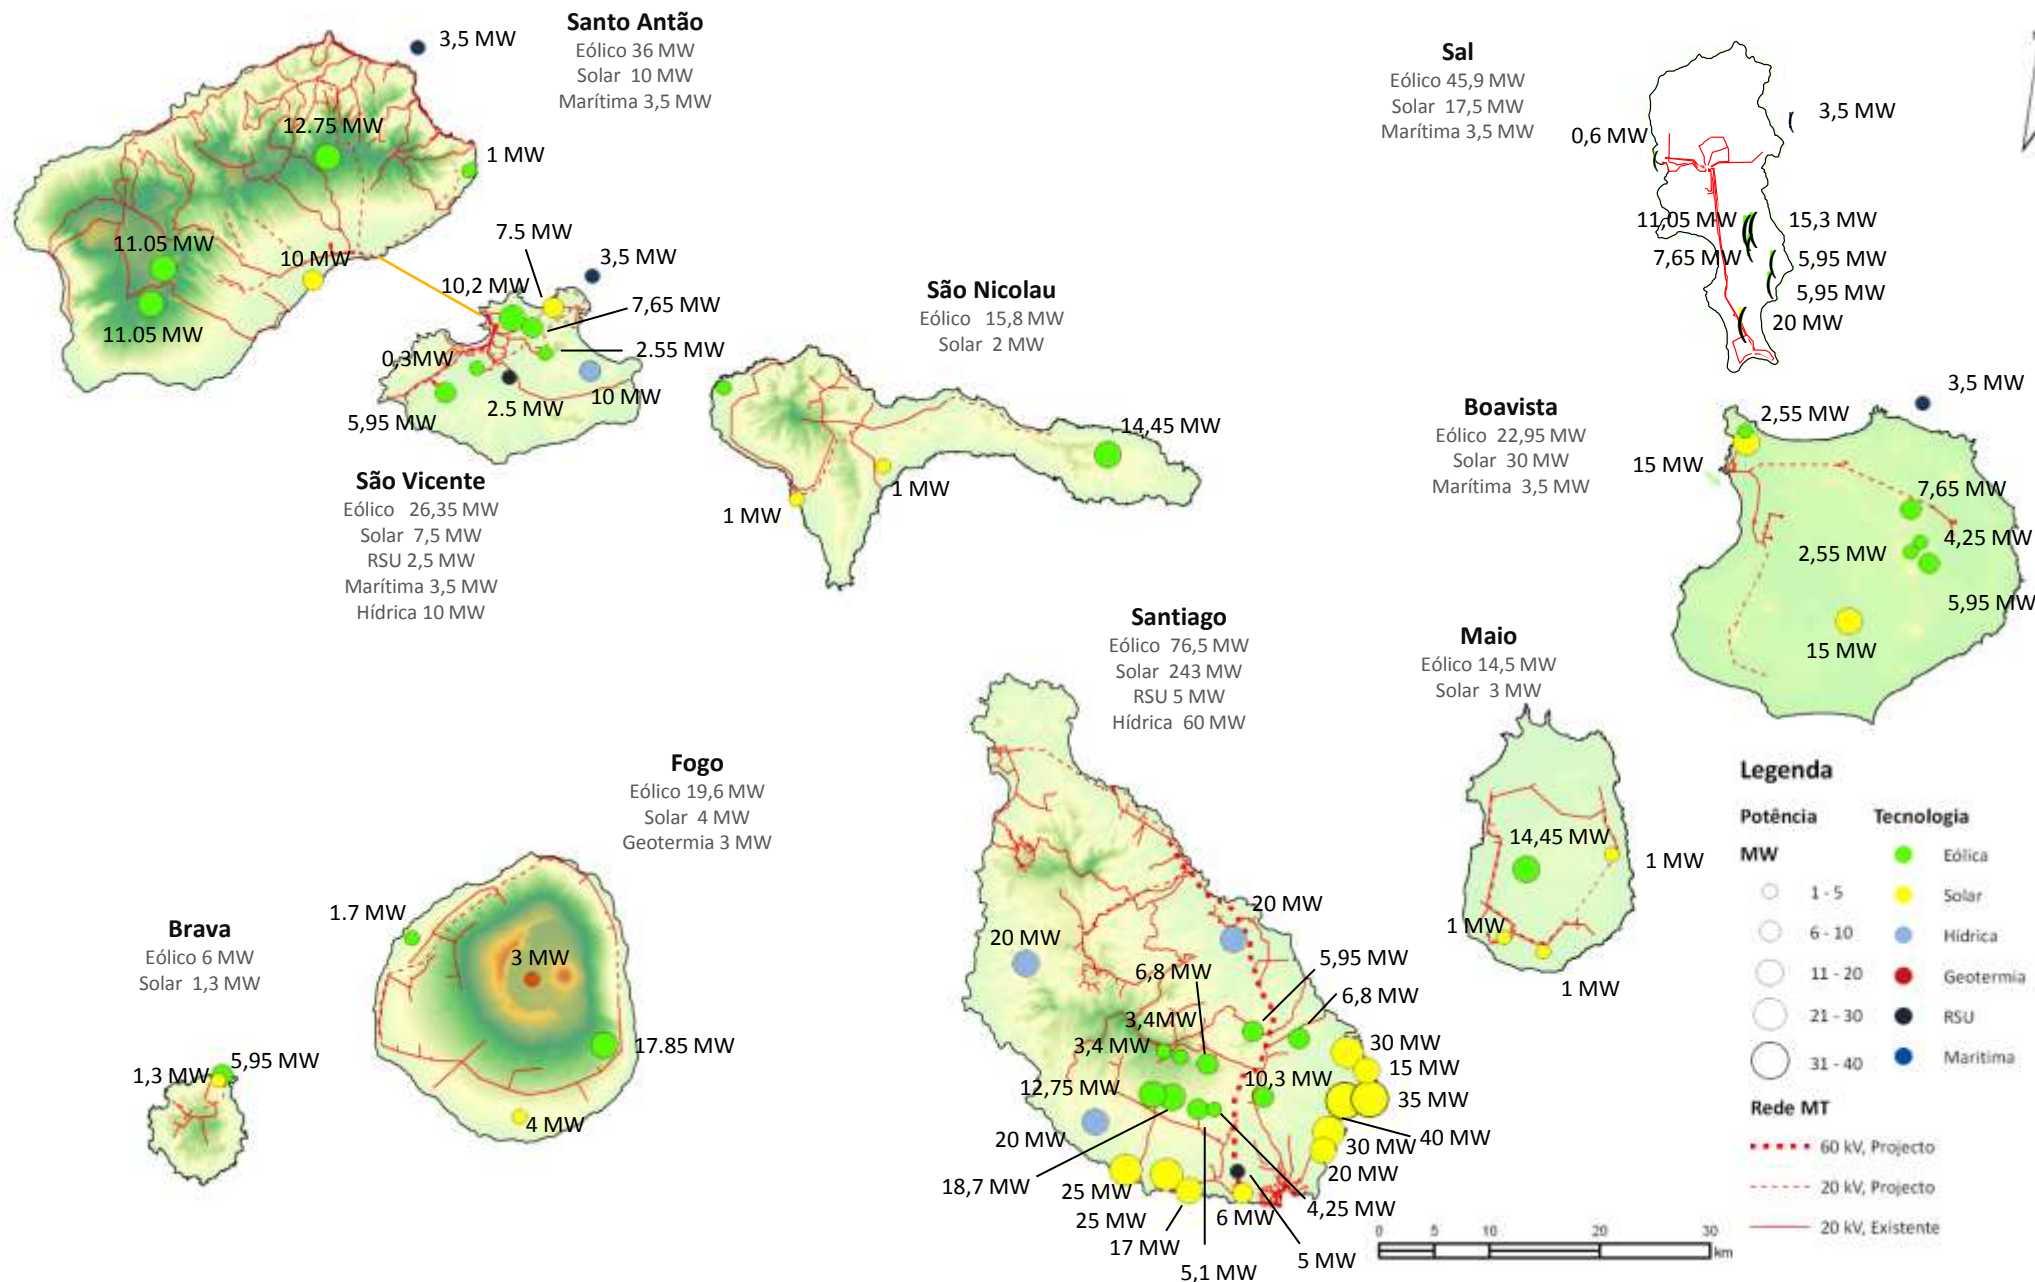 Santo Antão
Eólico 36 MW
Solar 10 MW
Marítima 3,5 MW
3,5 MW
12.75 MW
1 MW
11.05 MW
10 MW
11.05 MW
7.5 MW
3,5 MW
10,2 MW
7,65 MW
2.55 MW
0,3MW
10 MW
2.5 MW
5,95 MW
São Vicente
Eólico 26,35 MW
Solar 7,5 MW
RSU 2,5 MW
Marítima 3,5 MW
Hídrica 10 MW
São Nicolau
Eólico 15,8 MW
Solar 2 MW
14,45 MW
1 MW
1 MW
Sal
Eólico 45,9 MW
Solar 17,5 MW
Marítima 3,5 MW
3,5 MW
0,6 MW
11,05 MW
15,3 MW
7,65 MW
5,95 MW
5,95 MW
20 MW
Boavista
Eólico 22,95 MW
Solar 30 MW
Marítima 3,5 MW
3,5 MW
2,55 MW
15 MW
7,65 MW
4,25 MW
2,55 MW
5,95 MW
15 MW
Santiago
Eólico 76,5 MW
Solar 243 MW
RSU 5 MW
Hídrica 60 MW
20 MW
20 MW
5,95 MW
6,8 MW
6,8 MW
3,4MW
3,4 MW
30 MW
15 MW
10,3 MW
12,75 MW
35 MW
40 MW
20 MW
30 MW
20 MW
18,7 MW
25 MW
4,25 MW
25 MW
6 MW
17 MW
5 MW
5,1 MW
Maio
Eólico 14,5 MW
Solar 3 MW
14,45 MW
1 MW
1 MW
1 MW
Fogo
Eólico 19,6 MW
Solar 4 MW
Geotermia 3 MW
1.7 MW
3 MW
17.85 MW
4 MW
Brava
Eólico 6 MW
Solar 1,3 MW
5,95 MW
1,3 MW
Legenda
Potência Tecnologia
MW Eólica
1 - 5 Solar
6 - 10 Hídrica
11 - 20 Geotermia
21 - 30 RSU
31 - 40 Marítima
Rede MT
60 kV, Projecto
20 kV, Projecto
20 kV, Existente
0 5 10 20 30
km